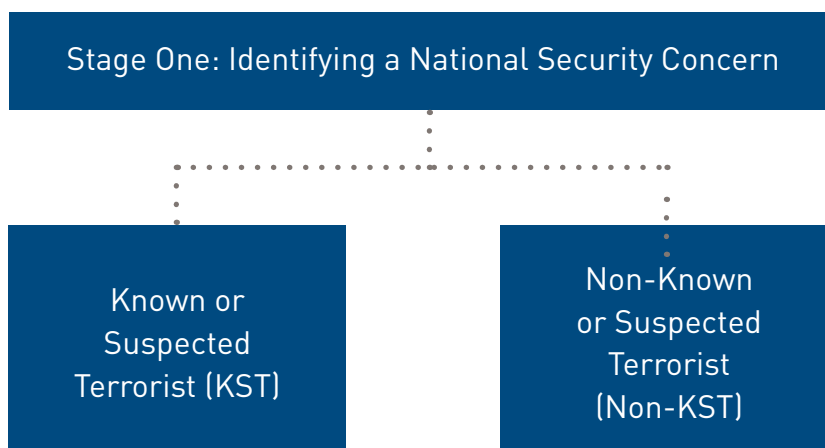 Stage One: Identifying a National Security Concern
Known or
Suspected
Terrorist (KST)
Non-Known
or Suspected
Terrorist
(Non-KST)